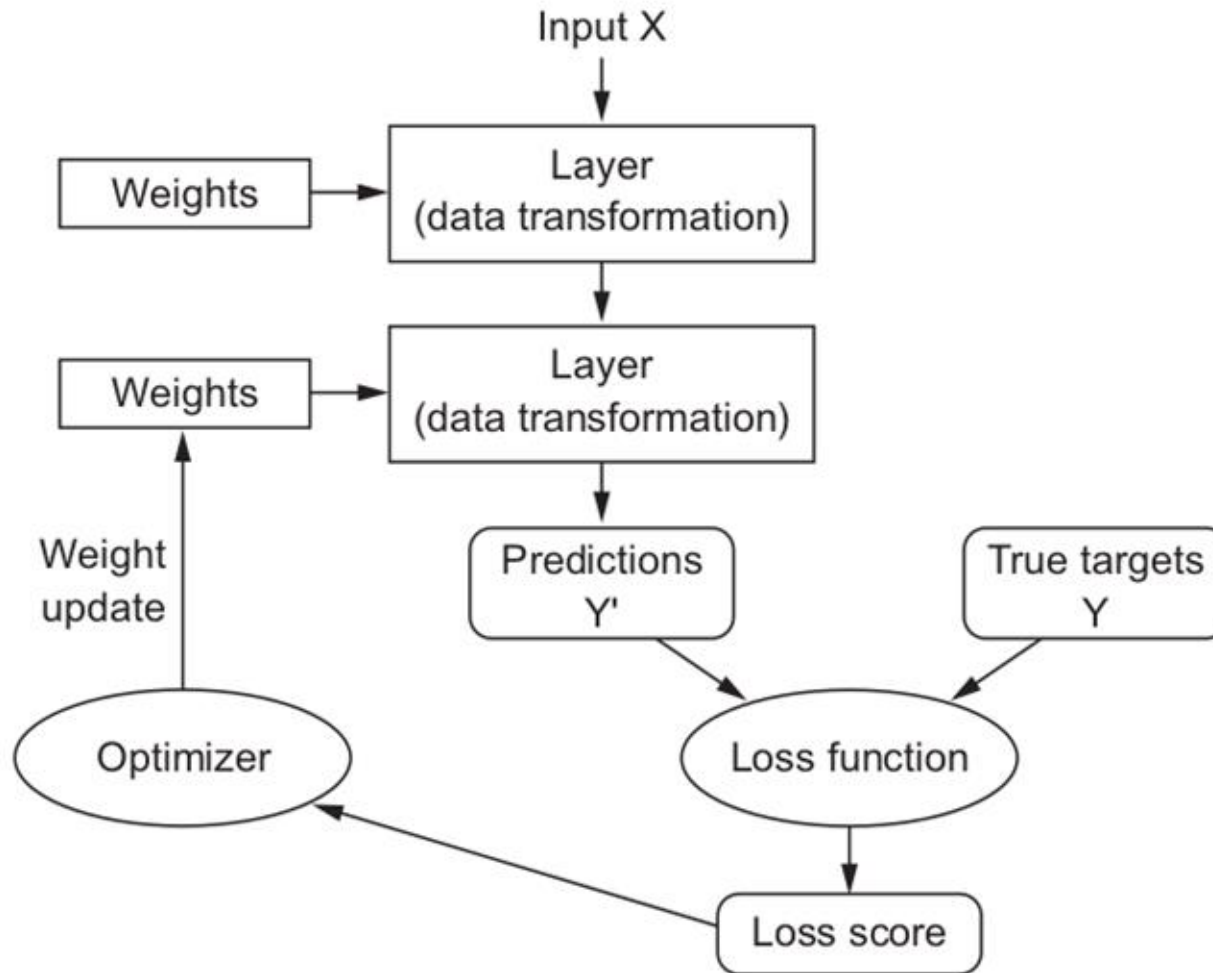 Input X
Weights
Layer
(data transformation)
Weights
Layer
(data transformation)
Weight
update
Predictions
Y'
True targets
Y
Optimizer
Loss function
Loss score